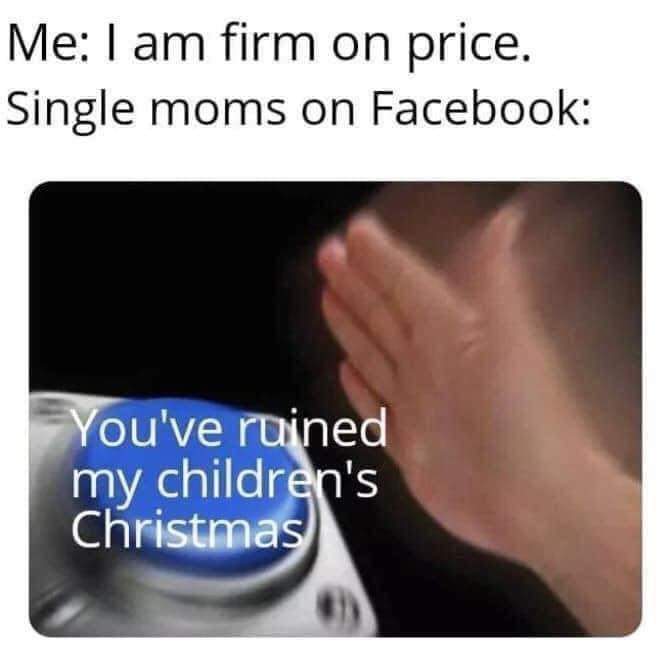 Me: I am firm on price.
Single moms on Facebook:
You've ruined
my children's
Christmas